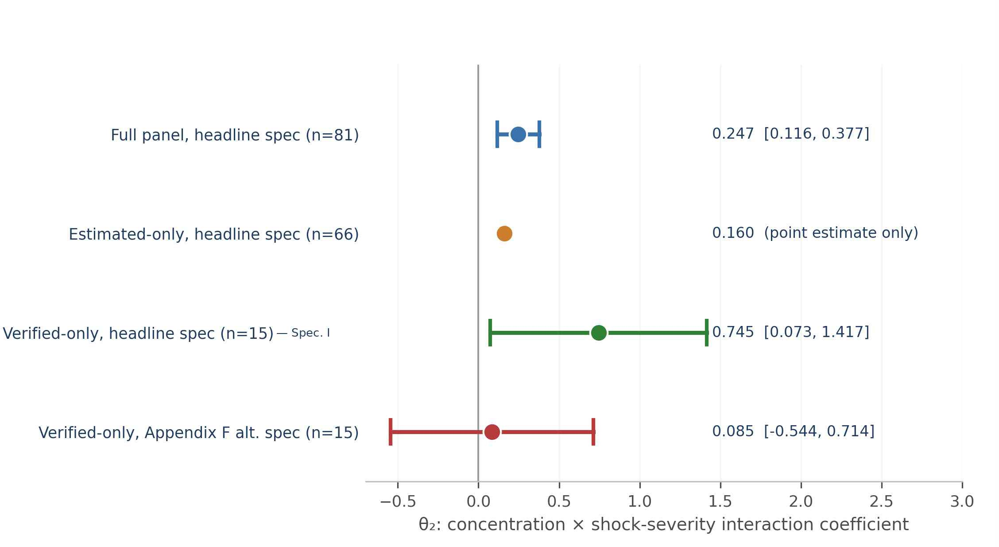 Full panel, headline spec (n=81) 0.247 [0.116, 0.377]
Estimated-only, headline spec (n=66) 0.160 (point estimate only)
Verified-only, headline spec (n=15) — Spec. I 0.745 [0.073, 1.417]
Verified-only, Appendix F alt. spec (n=15) 0.085 [-0.544, 0.714]
−0.5 0.0 0.5 1.0 1.5 2.0 2.5 3.0
θ₂: concentration × shock-severity interaction coefficient